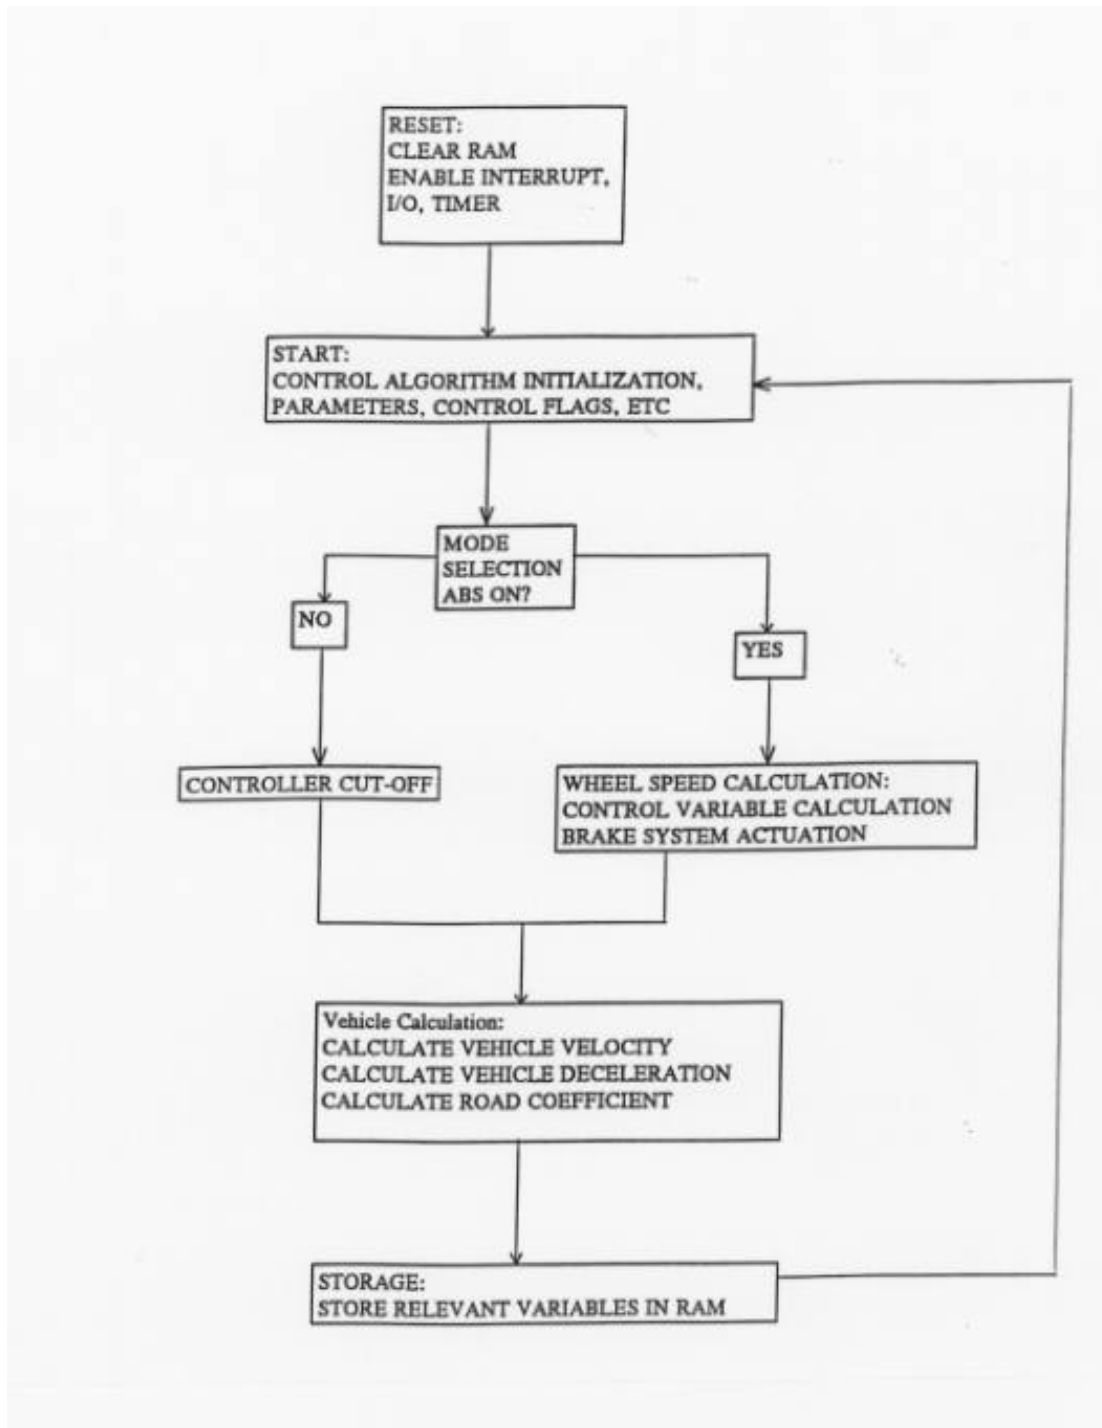 RESET:
CLEAR RAM
ENABLE INTERRUPT,
I/O, TIMER
START:
CONTROL ALGORITHM INITIALIZATION,
PARAMETERS, CONTROL FLAGS, ETC
MODE
SELECTION
ABS ON?
NO
YES
CONTROLLER CUT-OFF
WHEEL SPEED CALCULATION:
CONTROL VARIABLE CALCULATION
BRAKE SYSTEM ACTUATION
Vehicle Calculation:
CALCULATE VEHICLE VELOCITY
CALCULATE VEHICLE DECELERATION
CALCULATE ROAD COEFFICIENT
STORAGE:
STORE RELEVANT VARIABLES IN RAM